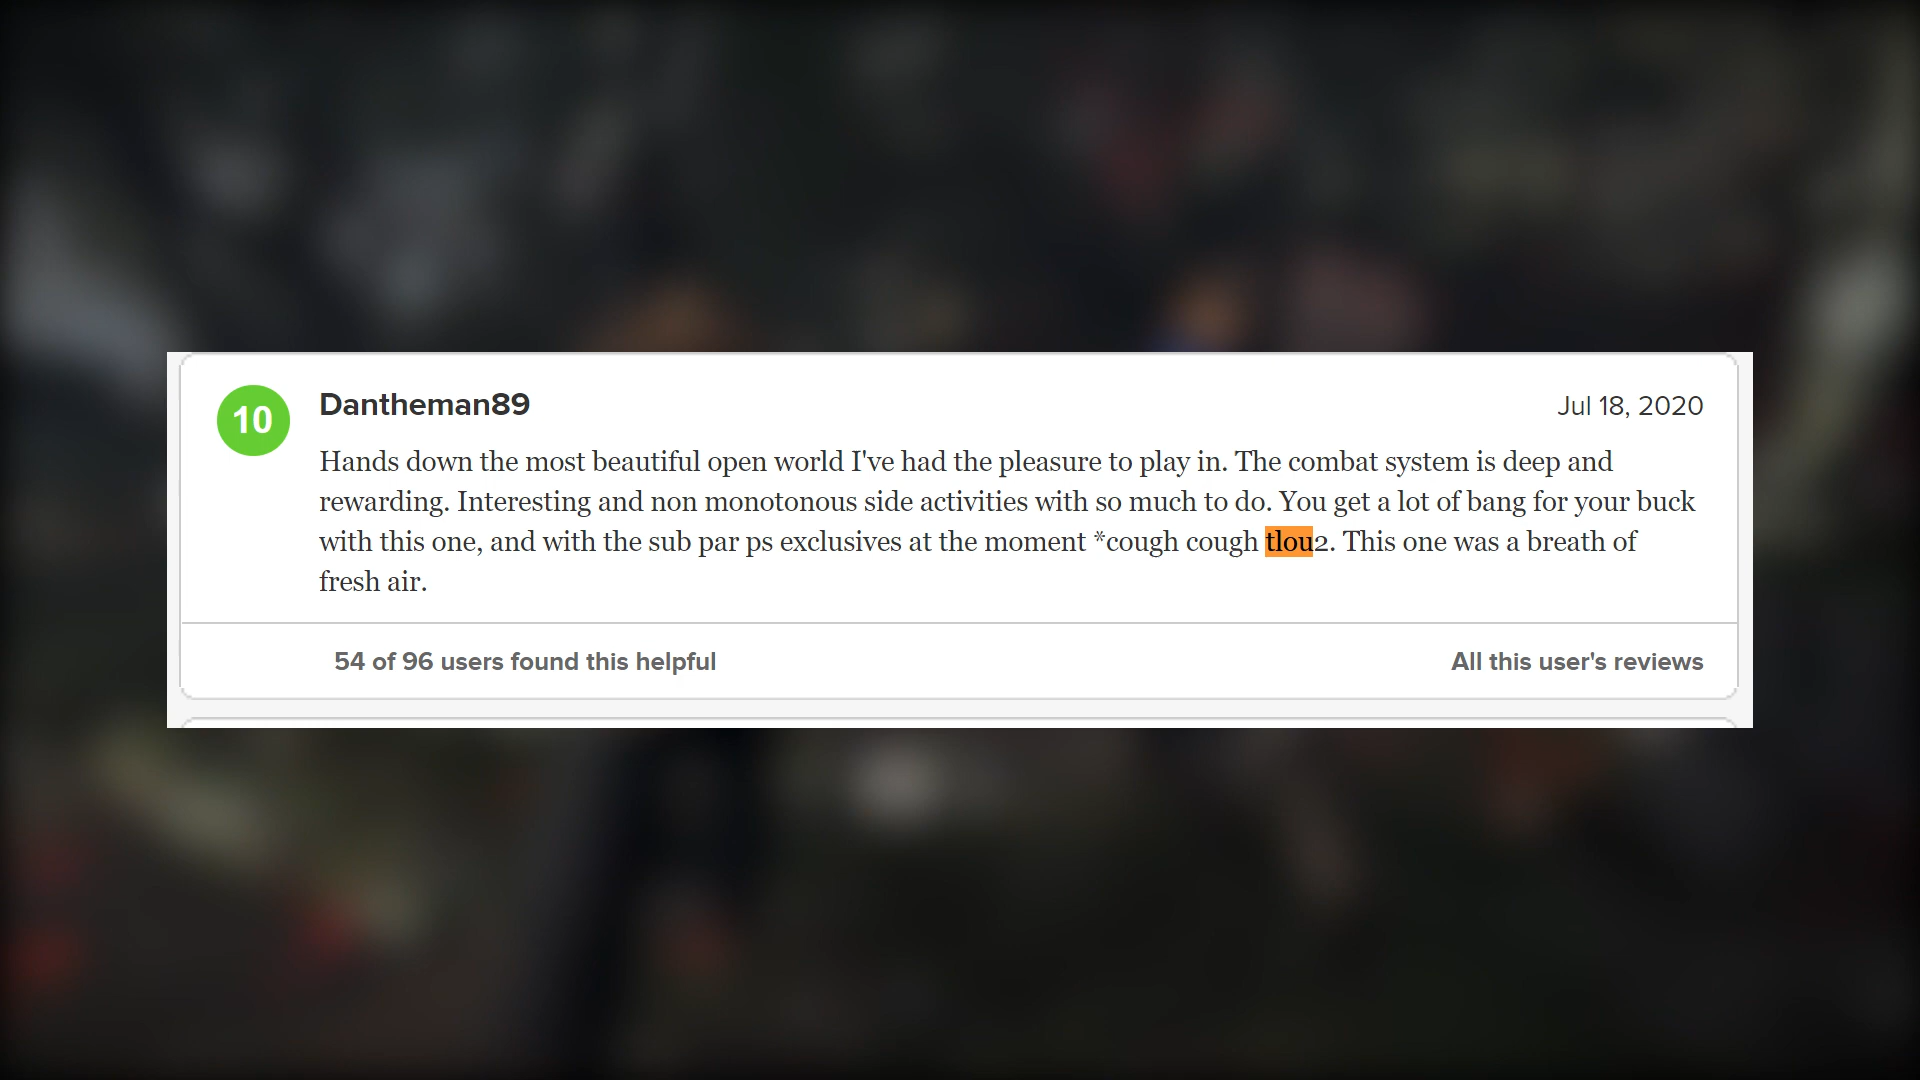 10
Dantheman89
Jul 18, 2020
Hands down the most beautiful open world I've had the pleasure to play in. The combat system is deep and
rewarding. Interesting and non monotonous side activities with so much to do. You get a lot of bang for your buck
with this one, and with the sub par ps exclusives at the moment *cough cough tlou2. This one was a breath of
fresh air.
54 of 96 users found this helpful
All this user's reviews